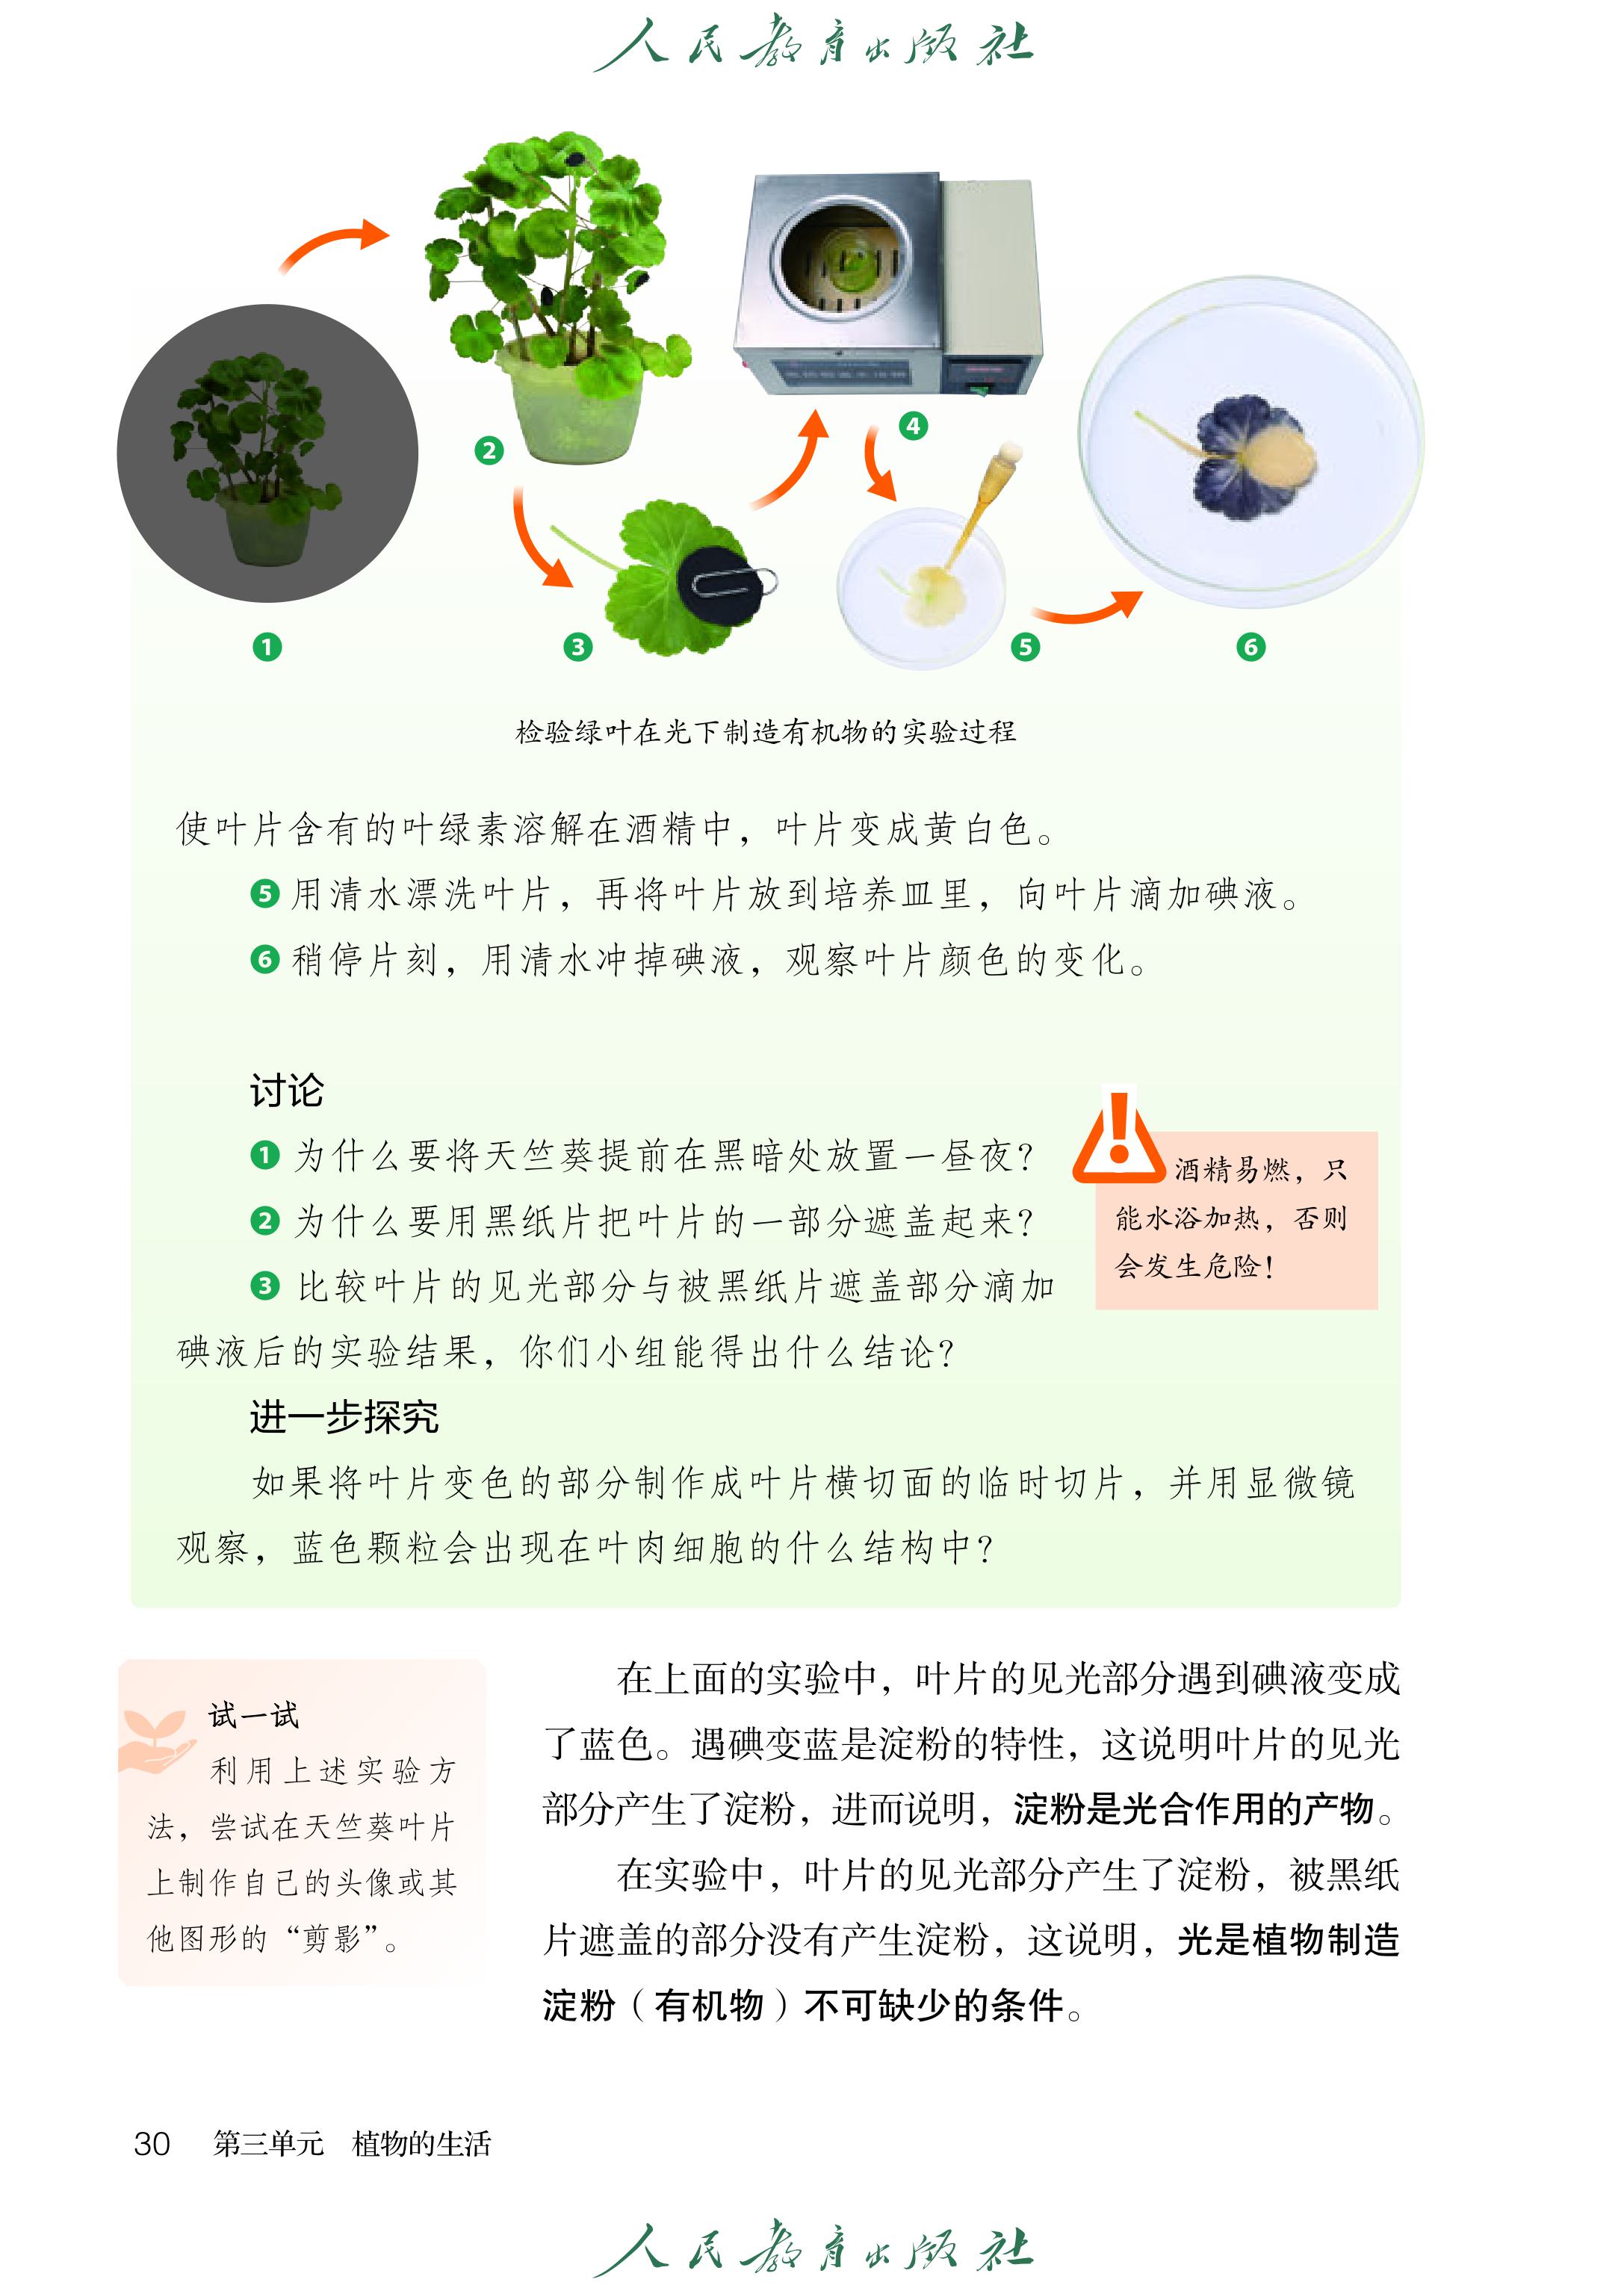 人民教育出版社
1
2
3
4
5
6
检验绿叶在光下制造有机物的实验过程
使叶片含有的叶绿素溶解在酒精中，叶片变成黄白色。
5 用清水漂洗叶片，再将叶片放到培养皿里，向叶片滴加碘液。
6 稍停片刻，用清水冲掉碘液，观察叶片颜色的变化。
讨论
1 为什么要将天竺葵提前在黑暗处放置一昼夜？
2 为什么要用黑纸片把叶片的一部分遮盖起来？
3 比较叶片的见光部分与被黑纸片遮盖部分滴加
碘液后的实验结果，你们小组能得出什么结论？
酒精易燃，只
能水浴加热，否则
会发生危险！
进一步探究
如果将叶片变色的部分制作成叶片横切面的临时切片，并用显微镜
观察，蓝色颗粒会出现在叶肉细胞的什么结构中？
试一试
利用上述实验方
法，尝试在天竺葵叶片
上制作自己的头像或其
他图形的“剪影”。
在上面的实验中，叶片的见光部分遇到碘液变成
了蓝色。遇碘变蓝是淀粉的特性，这说明叶片的见光
部分产生了淀粉，进而说明，淀粉是光合作用的产物。
在实验中，叶片的见光部分产生了淀粉，被黑纸
片遮盖的部分没有产生淀粉，这说明，光是植物制造
淀粉（有机物）不可缺少的条件。
30 第三单元 植物的生活
人民教育出版社